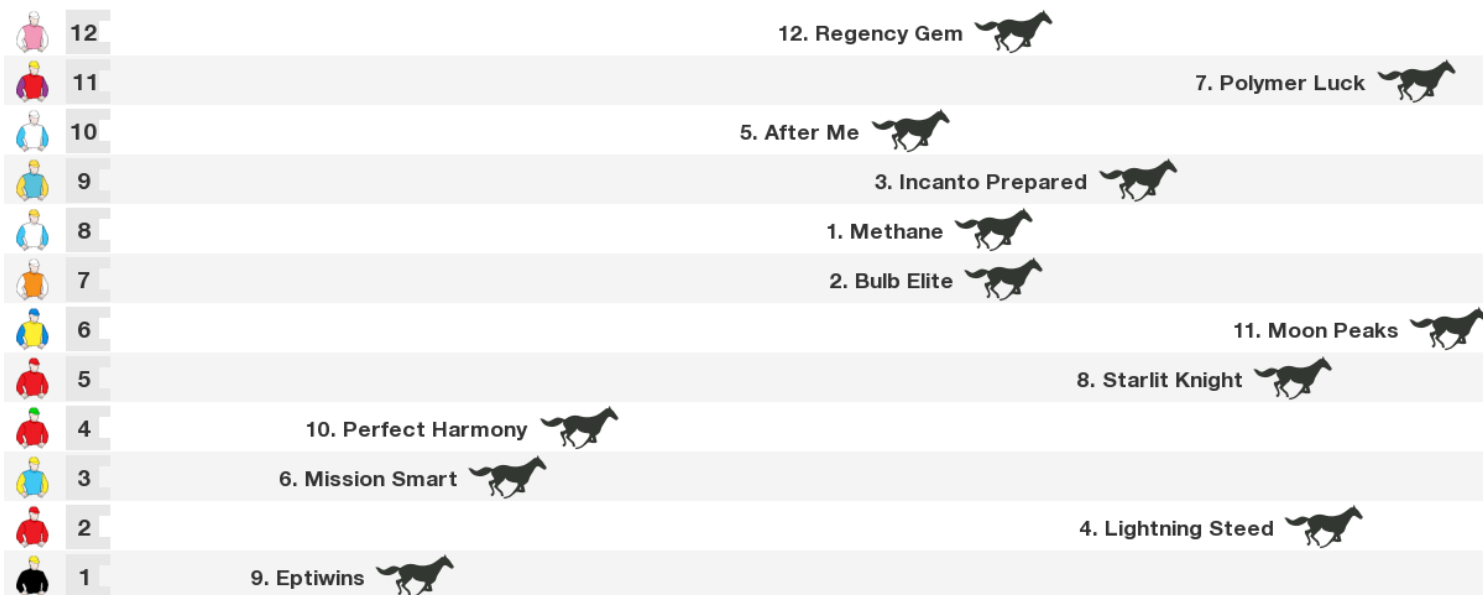 12 12. Regency Gem
11 7. Polymer Luck
10 5. After Me
9 3. Incanto Prepared
8 1. Methane
7 2. Bulb Elite
6 11. Moon Peaks
5 8. Starlit Knight
4 10. Perfect Harmony
3 6. Mission Smart
2 4. Lightning Steed
1 9. Eptiwins